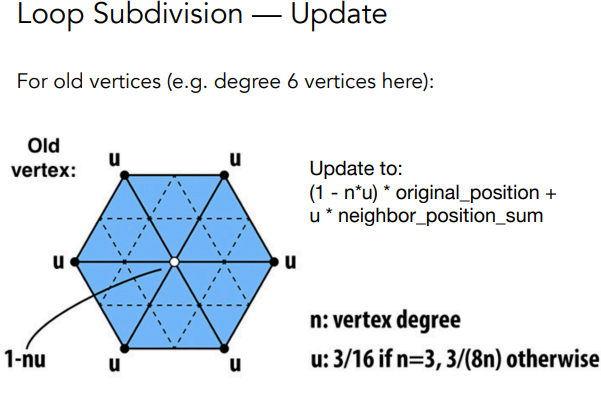 Loop Subdivision — Update
For old vertices (e.g. degree 6 vertices here):
Old
vertex:
u
u
u
u
1-nu
u
u
Update to:
(1 - n*u) * original_position +
u * neighbor_position_sum
n: vertex degree
u: 3/16 if n=3, 3/(8n) otherwise